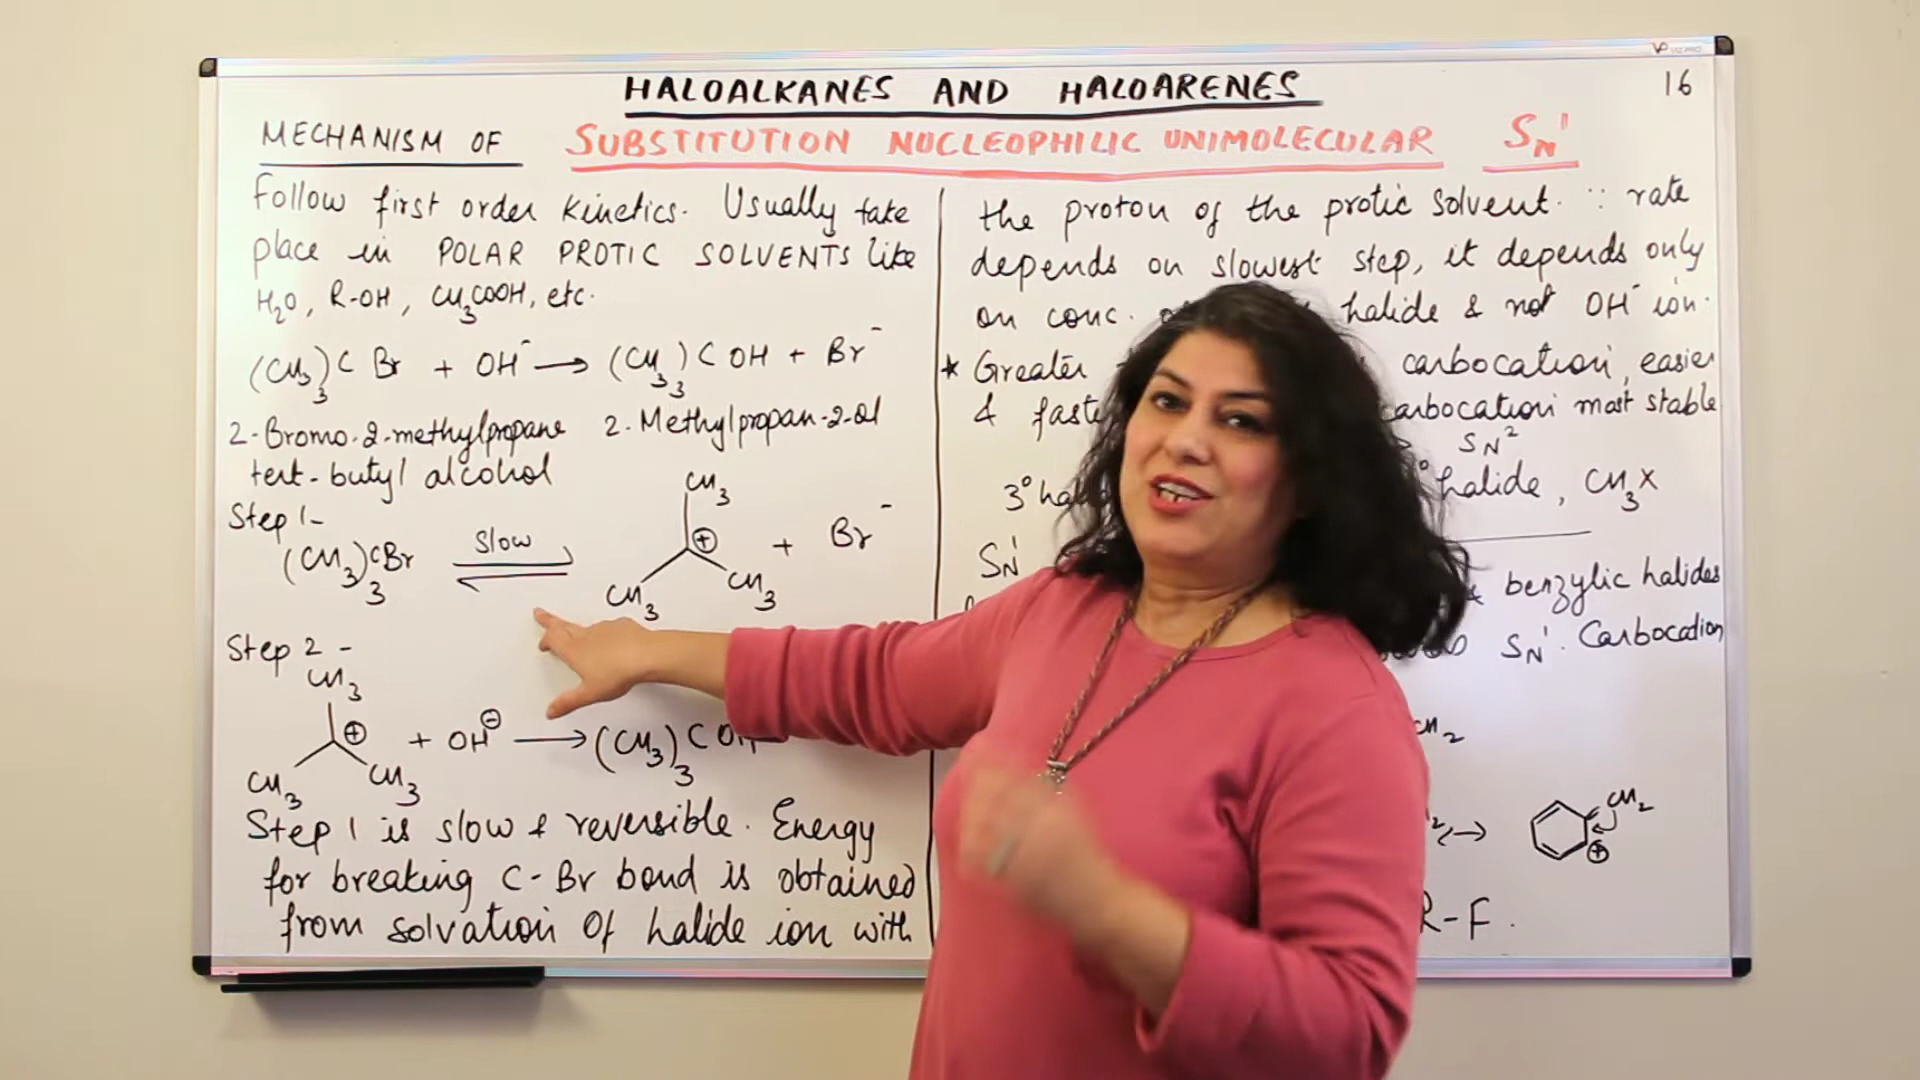 VIZ-PRO
HALOALKANES AND HALOARENES
16
MECHANISM OF SUBSTITUTION NUCLEOPHILIC UNIMOLECULAR SN¹
Follow first order Kinetics. Usually take
place in POLAR PROTIC SOLVENTS like
H₂O, R-OH, CH₃COOH, etc.
(CH₃)₃C Br + OH⁻ → (CH₃)₃C OH + Br⁻
2-Bromo-2-methylpropane 2-Methylpropan-2-ol
tert-butyl alcohol
Step 1-
(CH₃)₃CBr slow ⇌
CH₃
⊕ + Br⁻
CH₃ CH₃
Step 2 -
CH₃
⊕ + OH⊖ → (CH₃)₃C OH
CH₃ CH₃
Step 1 is slow & reversible. Energy
for breaking C-Br bond is obtained
from solvation of halide ion with
the proton of the protic solvent. ∵ rate
depends on slowest step, it depends only
on conc. halide & not OH⁻ ion.
* Greater carbocation, easier
& carbocation most stable
SN²
3° halide, CH₃X
SN¹
& benzylic halides
SN¹. Carbocation
CH₂
→ CH₂
⊕
R-F.